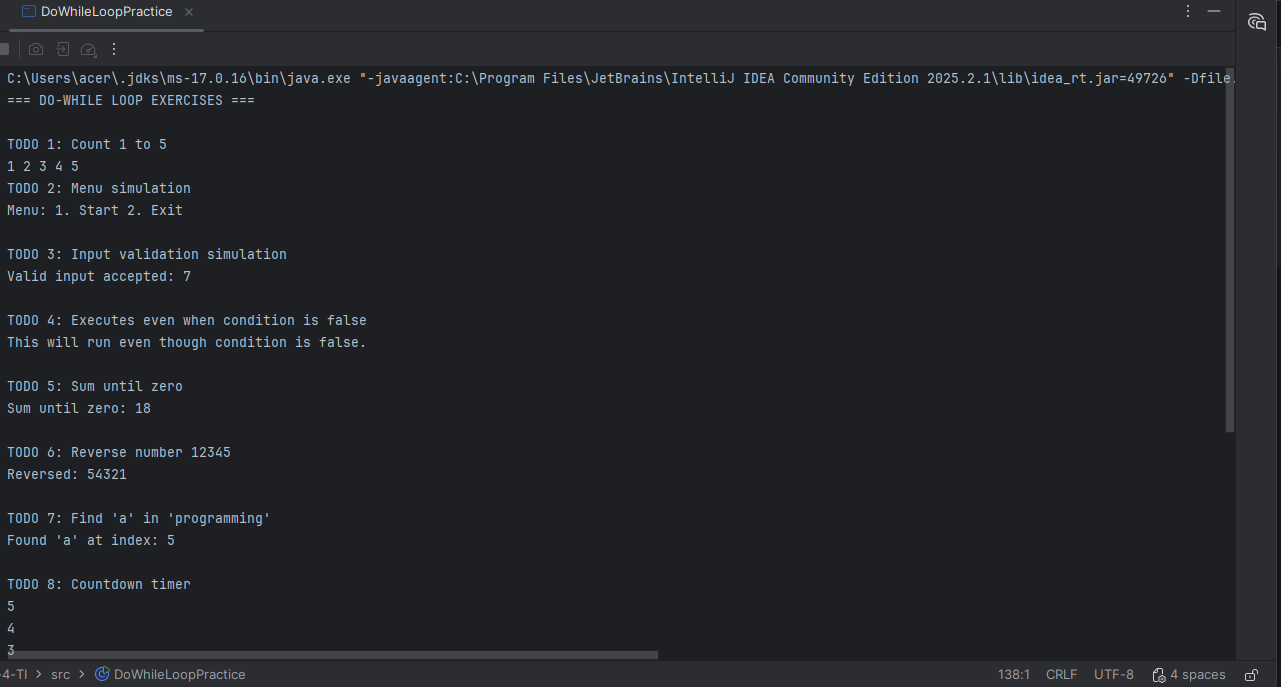 DoWhileLoopPractice
C:\Users\acer\.jdks\ms-17.0.16\bin\java.exe "-javaagent:C:\Program Files\JetBrains\IntelliJ IDEA Community Edition 2025.2.1\lib\idea_rt.jar=49726" -Dfile.
=== DO-WHILE LOOP EXERCISES ===
TODO 1: Count 1 to 5
1 2 3 4 5
TODO 2: Menu simulation
Menu: 1. Start 2. Exit
TODO 3: Input validation simulation
Valid input accepted: 7
TODO 4: Executes even when condition is false
This will run even though condition is false.
TODO 5: Sum until zero
Sum until zero: 18
TODO 6: Reverse number 12345
Reversed: 54321
TODO 7: Find 'a' in 'programming'
Found 'a' at index: 5
TODO 8: Countdown timer
5
4
3
-4-TI > src > DoWhileLoopPractice 138:1 CRLF UTF-8 4 spaces